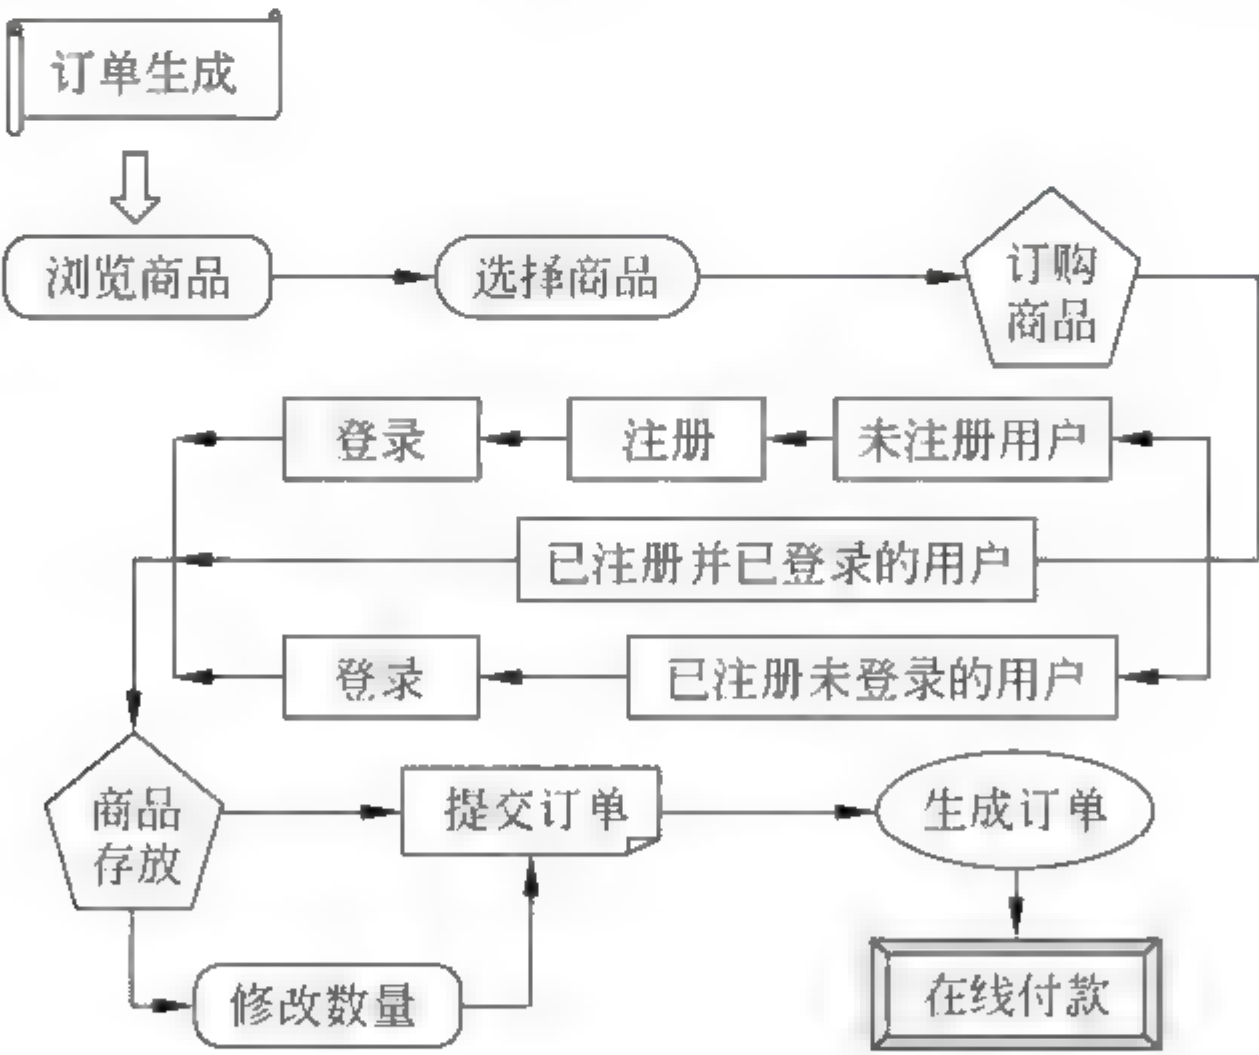 订单生成
浏览商品
选择商品
订购
商品
登录
注册
未注册用户
已注册并已登录的用户
登录
已注册未登录的用户
商品
存放
提交订单
生成订单
修改数量
在线付款